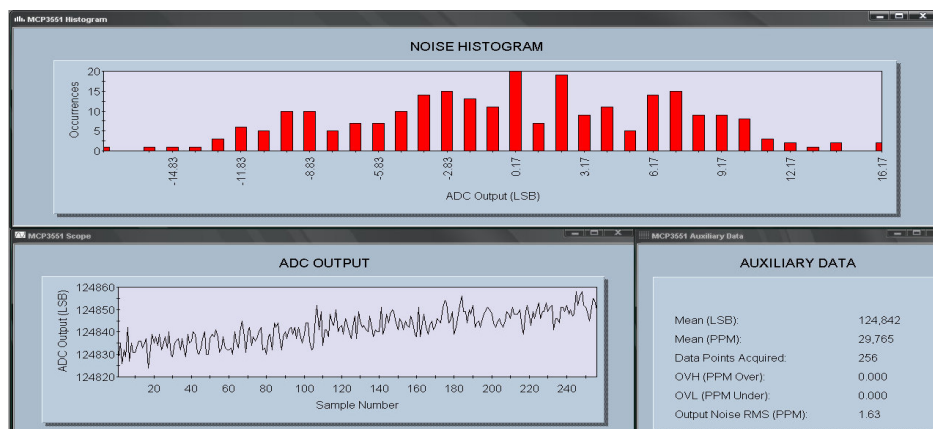 MCP3551 Histogram
NOISE HISTOGRAM
Occurrences
20
15
10
5
0
-14.83
-11.83
-8.83
-5.83
-2.83
0.17
3.17
6.17
9.17
12.17
16.17
ADC Output (LSB)
MCP3551 Scope
ADC OUTPUT
ADC Output (LSB)
124860
124850
124840
124830
124820
20 40 60 80 100 120 140 160 180 200 220 240
Sample Number
MCP3551 Auxiliary Data
AUXILIARY DATA
Mean (LSB): 124,842
Mean (PPM): 29,765
Data Points Acquired: 256
OVH (PPM Over): 0.000
OVL (PPM Under): 0.000
Output Noise RMS (PPM): 1.63